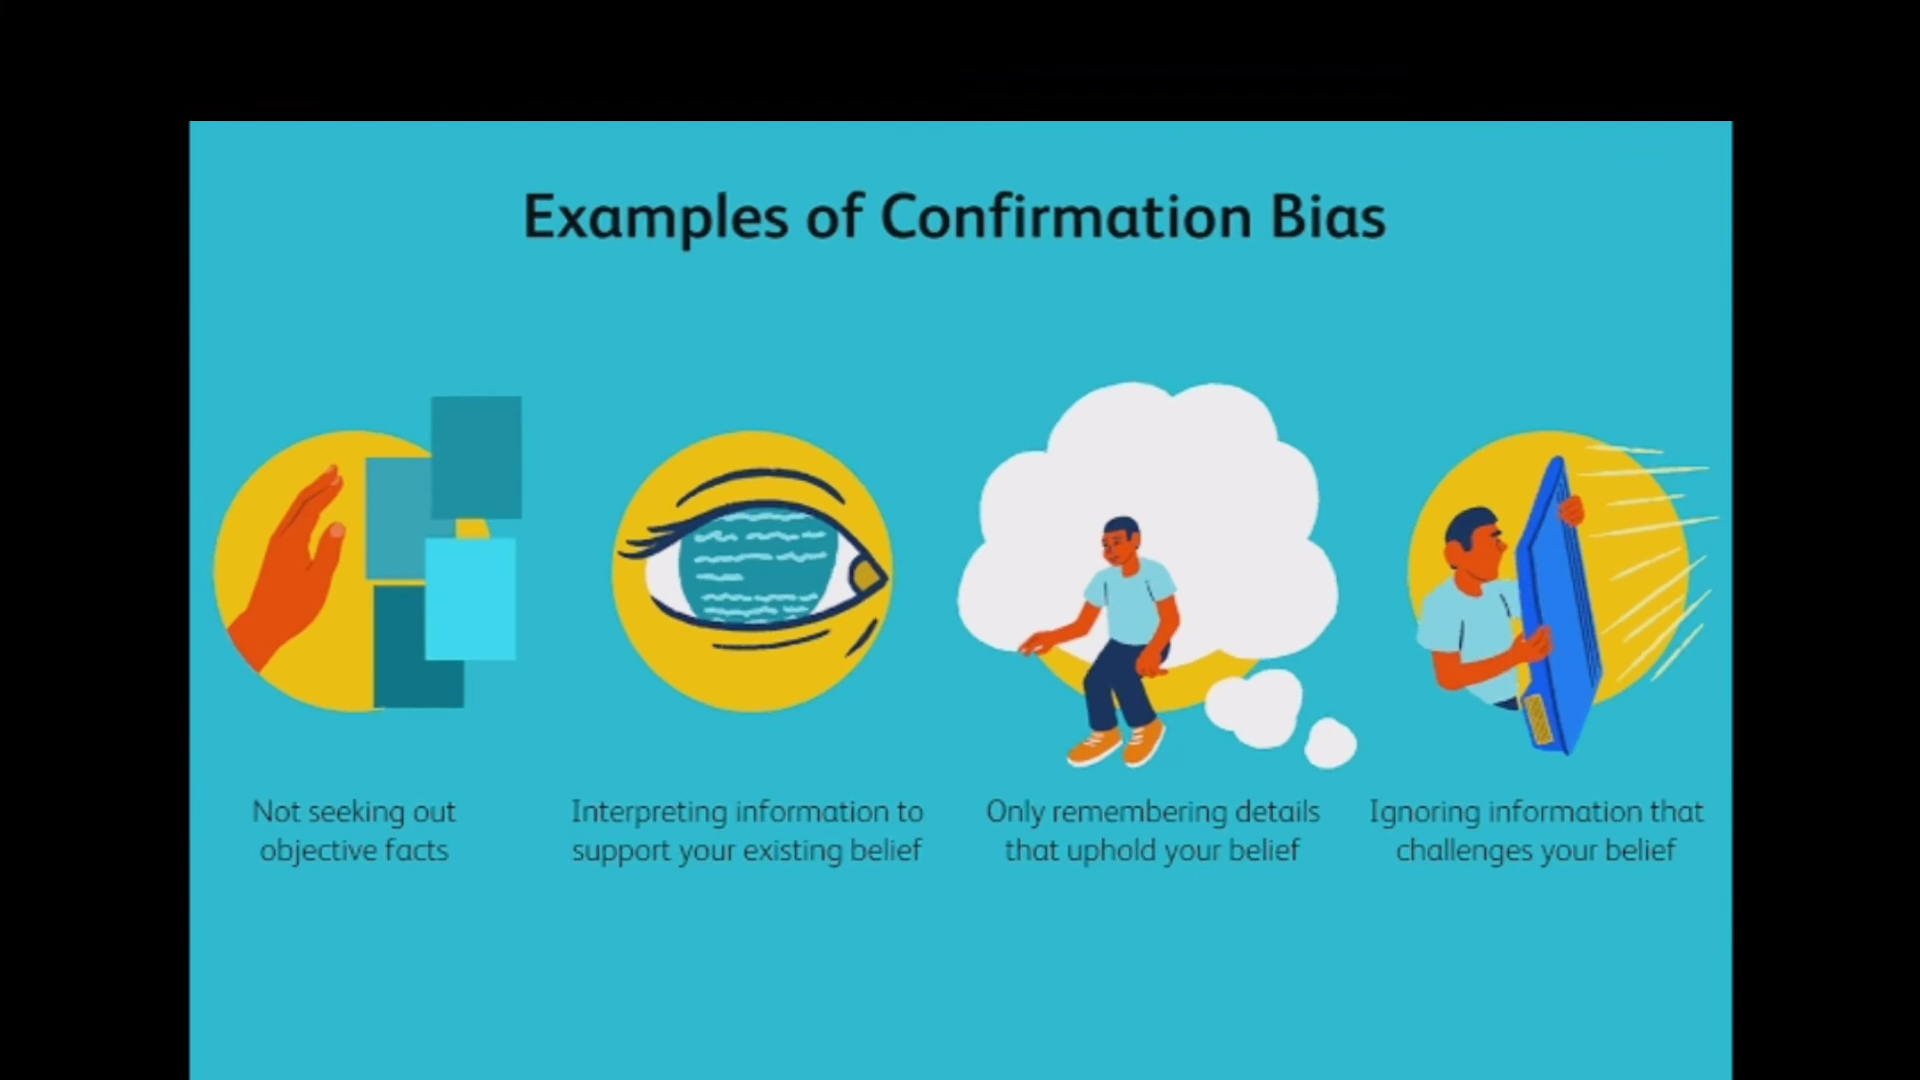 Examples of Confirmation Bias
Not seeking out
objective facts
Interpreting information to
support your existing belief
Only remembering details
that uphold your belief
Ignoring information that
challenges your belief